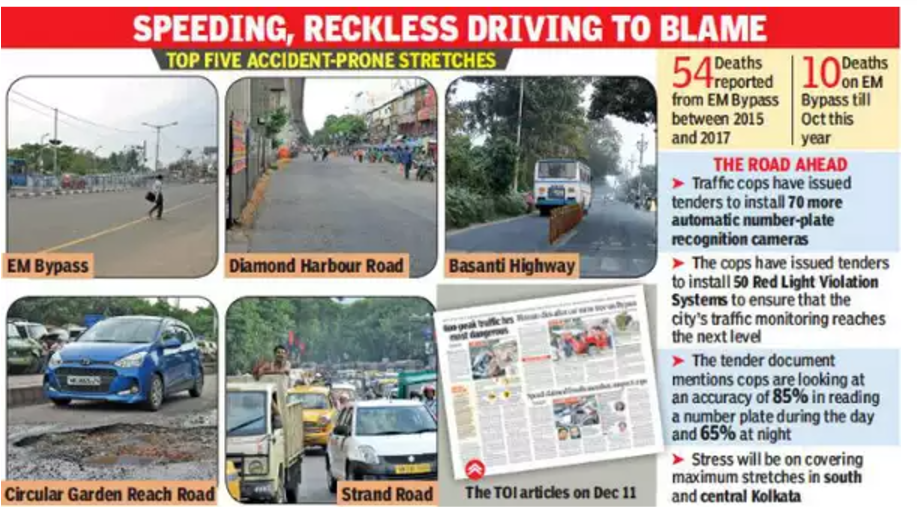 SPEEDING, RECKLESS DRIVING TO BLAME
TOP FIVE ACCIDENT-PRONE STRETCHES
EM Bypass
Diamond Harbour Road
Basanti Highway
Circular Garden Reach Road
Strand Road
most dangerous
The TOI articles on Dec 11
54 Deaths
reported
from EM Bypass
between 2015
and 2017
10 Deaths
on EM
Bypass till
Oct this
year
THE ROAD AHEAD
➤ Traffic cops have issued
tenders to install 70 more
automatic number-plate
recognition cameras
➤ The cops have issued tenders
to install 50 Red Light Violation
Systems to ensure that the
city's traffic monitoring reaches
the next level
➤ The tender document
mentions cops are looking at
an accuracy of 85% in reading
a number plate during the day
and 65% at night
➤ Stress will be on covering
maximum stretches in south
and central Kolkata